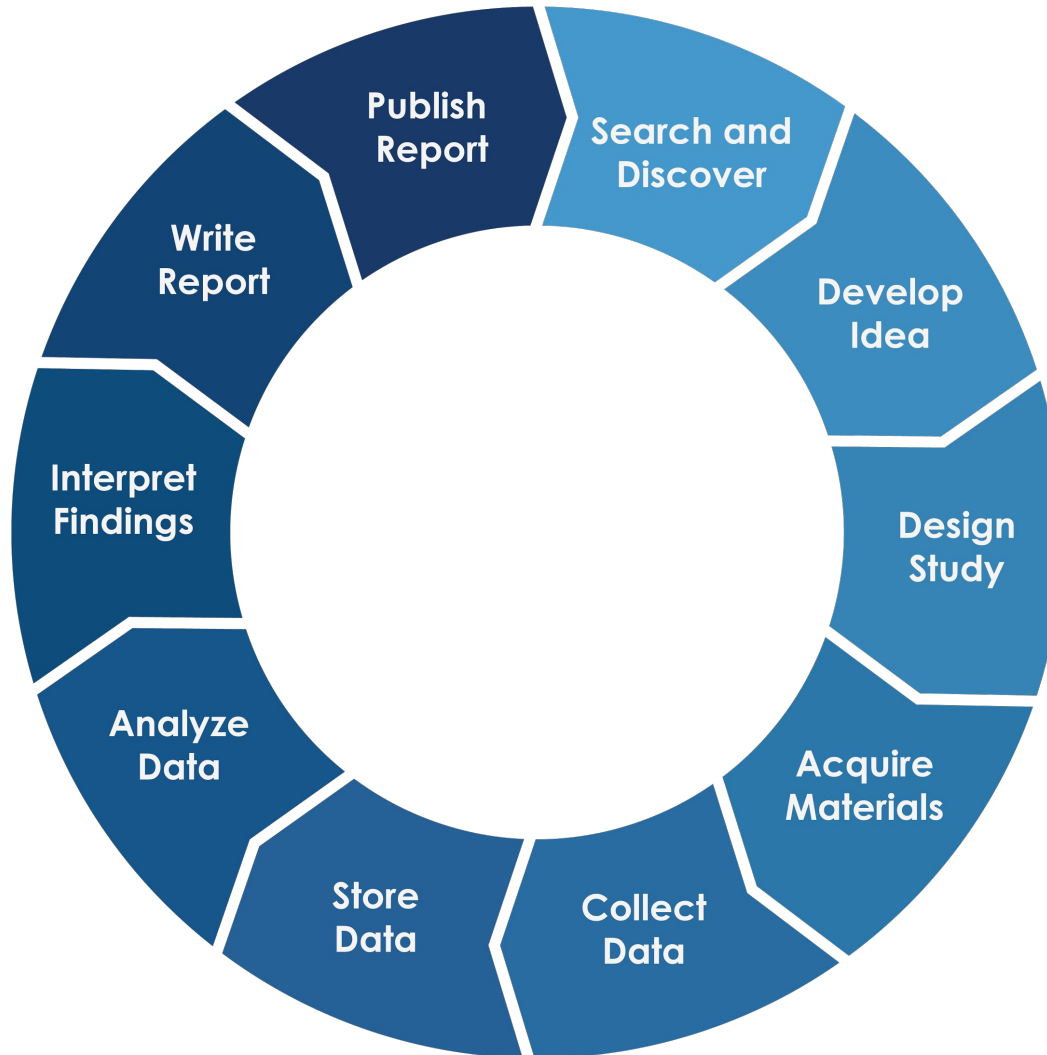 Search and
Discover
Develop
Idea
Design
Study
Acquire
Materials
Collect
Data
Store
Data
Analyze
Data
Interpret
Findings
Write
Report
Publish
Report